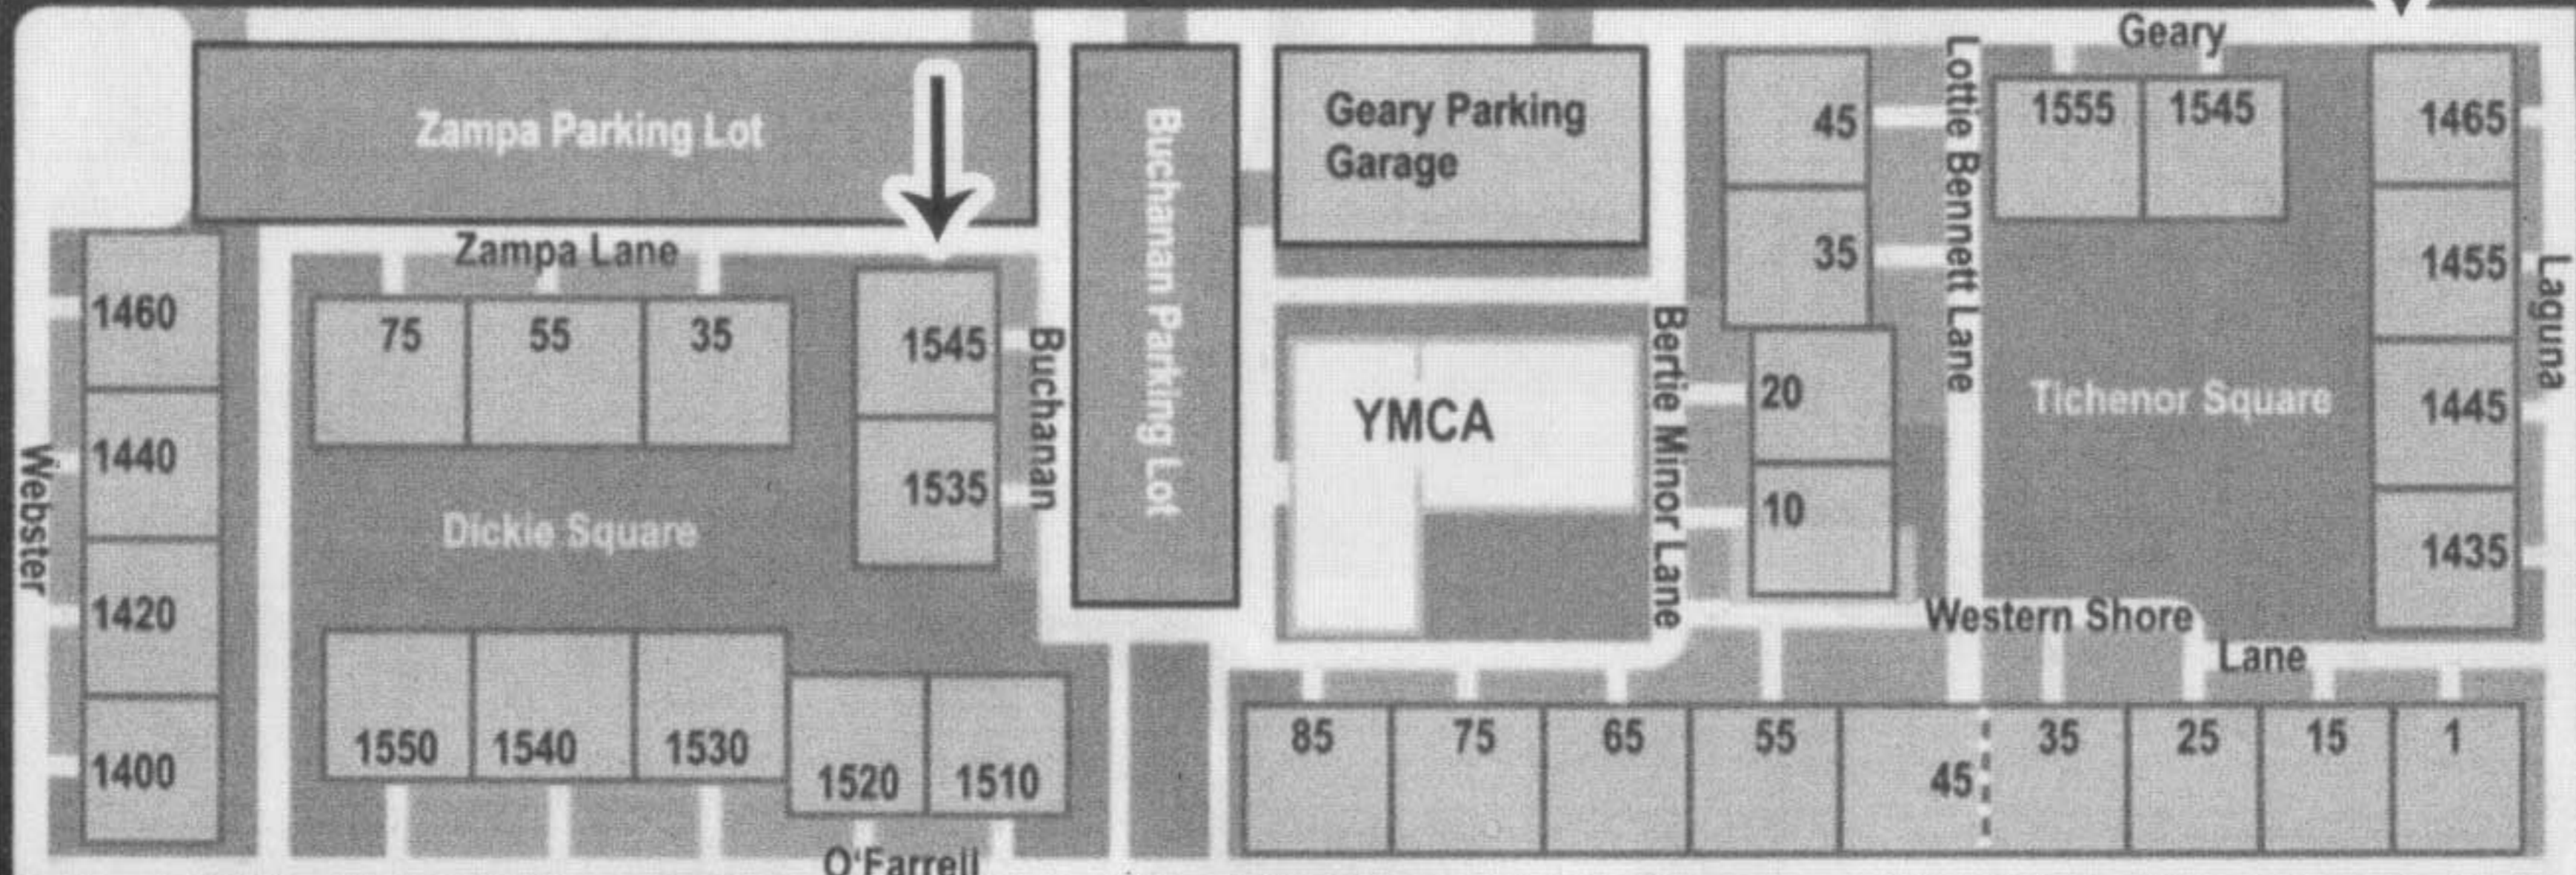 Geary
Zampa Parking Lot
Buchanan Parking Lot
Geary Parking
Garage
45
35
Lottie Bennett Lane
1555
1545
1465
1455
1445
1435
Laguna
Zampa Lane
75
55
35
1545
1535
Buchanan
1460
1440
1420
1400
Webster
Dickie Square
YMCA
Bertie Minor Lane
20
10
Tichenor Square
Western Shore
Lane
1550
1540
1530
1520
1510
85
75
65
55
45
35
25
15
1
O'Farrell